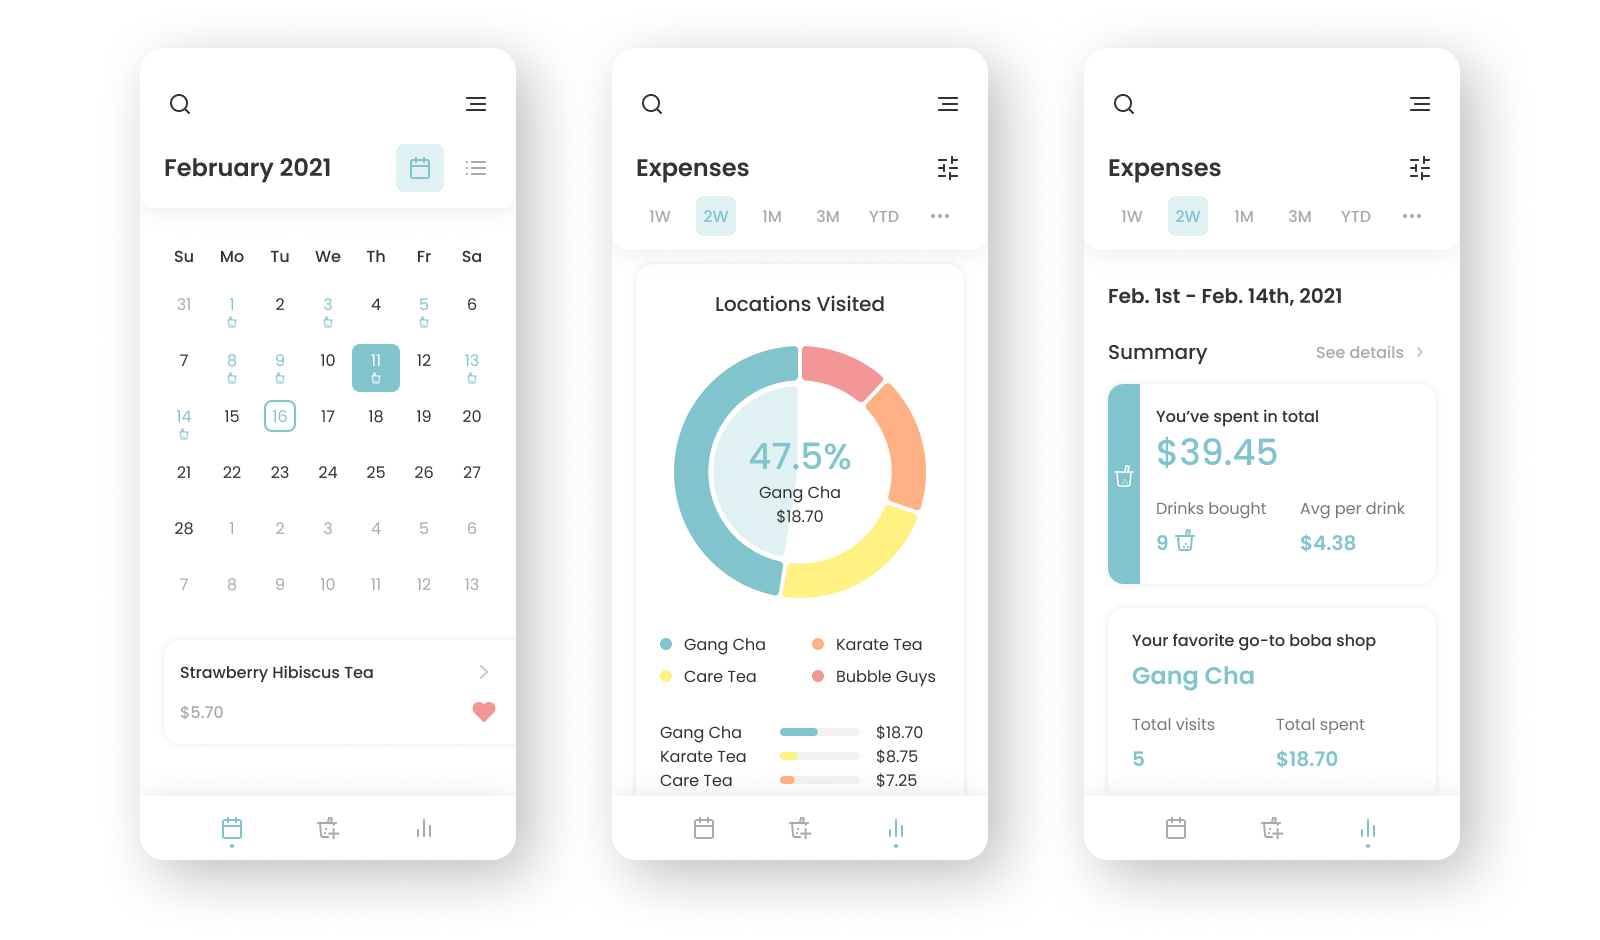 February 2021
Su Mo Tu We Th Fr Sa
31 1 2 3 4 5 6
7 8 9 10 11 12 13
14 15 16 17 18 19 20
21 22 23 24 25 26 27
28 1 2 3 4 5 6
7 8 9 10 11 12 13
Strawberry Hibiscus Tea
$5.70
Expenses
1W 2W 1M 3M YTD
Locations Visited
47.5%
Gang Cha
$18.70
Gang Cha Karate Tea
Care Tea Bubble Guys
Gang Cha $18.70
Karate Tea $8.75
Care Tea $7.25
Expenses
1W 2W 1M 3M YTD
Feb. 1st - Feb. 14th, 2021
Summary See details
You’ve spent in total
$39.45
Drinks bought Avg per drink
9 $4.38
Your favorite go-to boba shop
Gang Cha
Total visits Total spent
5 $18.70